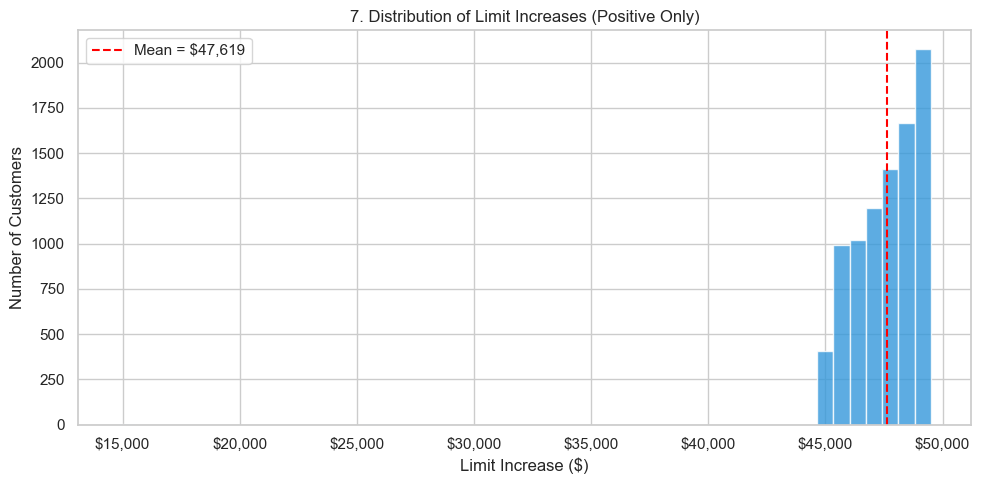 7. Distribution of Limit Increases (Positive Only)
Mean = $47,619
Number of Customers
2000
1750
1500
1250
1000
750
500
250
0
$15,000 $20,000 $25,000 $30,000 $35,000 $40,000 $45,000 $50,000
Limit Increase ($)